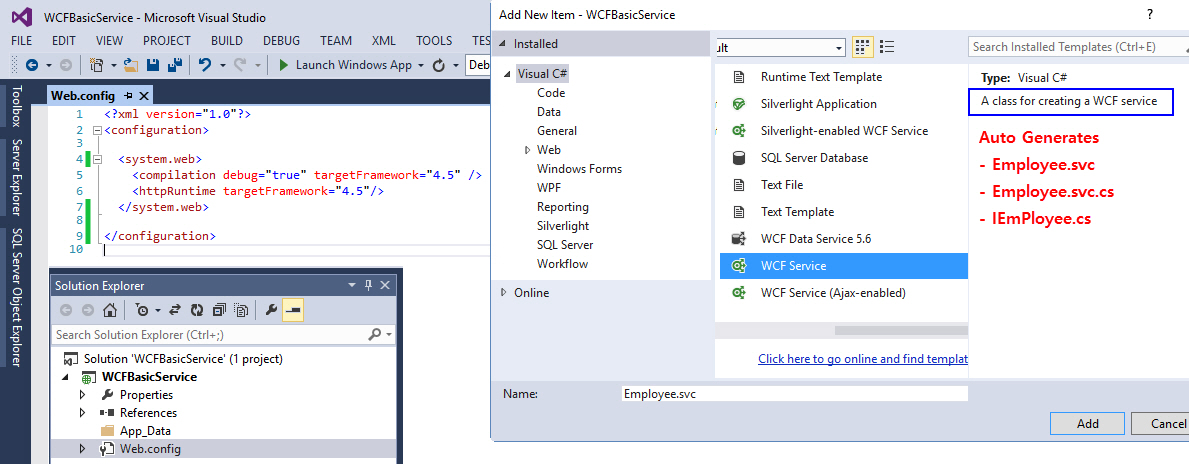 WCFBasicService - Microsoft Visual Studio
FILE EDIT VIEW PROJECT BUILD DEBUG TEAM XML TOOLS TES
Launch Windows App Deb
Toolbox
Server Explorer
SQL Server Object Explorer
Web.config
1 <?xml version="1.0"?>
2 <configuration>
3
4 <system.web>
5 <compilation debug="true" targetFramework="4.5" />
6 <httpRuntime targetFramework="4.5"/>
7 </system.web>
8
9 </configuration>
10
Solution Explorer
Search Solution Explorer (Ctrl+;)
Solution 'WCFBasicService' (1 project)
WCFBasicService
Properties
References
App_Data
Web.config
Add New Item - WCFBasicService ?
Installed
Visual C#
Code
Data
General
Web
Windows Forms
WPF
Reporting
Silverlight
SQL Server
Workflow
Online
ult
Runtime Text Template
Silverlight Application
Silverlight-enabled WCF Service
SQL Server Database
Text File
Text Template
WCF Data Service 5.6
WCF Service
WCF Service (Ajax-enabled)
Click here to go online and find templat
Search Installed Templates (Ctrl+E)
Type: Visual C#
A class for creating a WCF service
Auto Generates
- Employee.svc
- Employee.svc.cs
- IEmPloyee.cs
Name: Employee.svc
Add Cancel